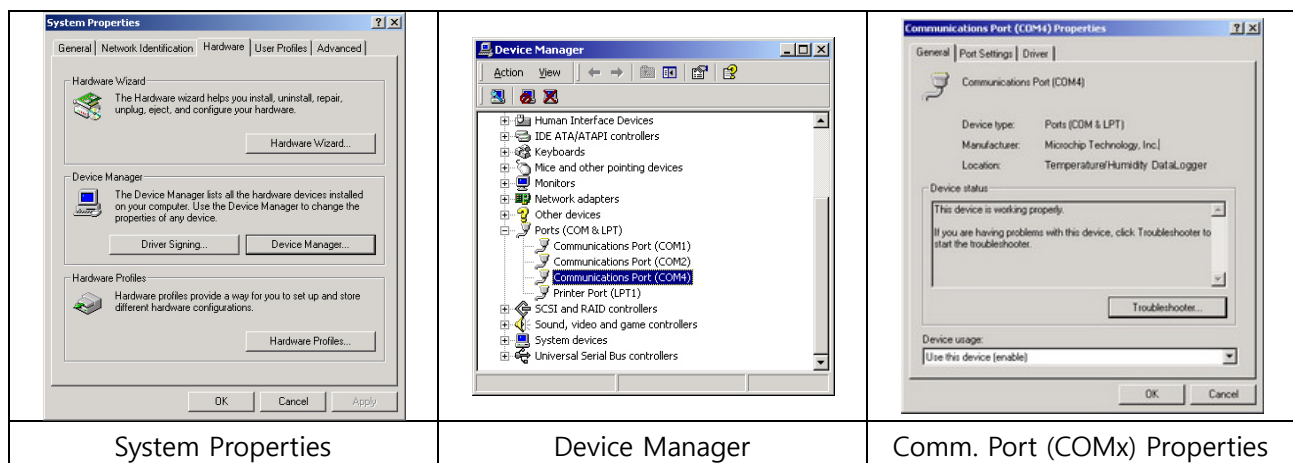 System Properties
General Network Identification Hardware User Profiles Advanced
Hardware Wizard
The Hardware wizard helps you install, uninstall, repair,
unplug, eject, and configure your hardware.
Hardware Wizard...
Device Manager
The Device Manager lists all the hardware devices installed
on your computer. Use the Device Manager to change the
properties of any device.
Driver Signing... Device Manager...
Hardware Profiles
Hardware profiles provide a way for you to set up and store
different hardware configurations.
Hardware Profiles...
OK Cancel Apply
Device Manager
Action View
Human Interface Devices
IDE ATA/ATAPI controllers
Keyboards
Mice and other pointing devices
Monitors
Network adapters
Other devices
Ports (COM & LPT)
Communications Port (COM1)
Communications Port (COM2)
Communications Port (COM4)
Printer Port (LPT1)
SCSI and RAID controllers
Sound, video and game controllers
System devices
Universal Serial Bus controllers
Communications Port (COM4) Properties
General Port Settings Driver
Communications Port (COM4)
Device type: Ports (COM & LPT)
Manufacturer: Microchip Technology, Inc.
Location: Temperature/Humidity DataLogger
Device status
This device is working properly.
If you are having problems with this device, click Troubleshooter to
start the troubleshooter.
Troubleshooter...
Device usage:
Use this device (enable)
OK Cancel
System Properties
Device Manager
Comm. Port (COMx) Properties